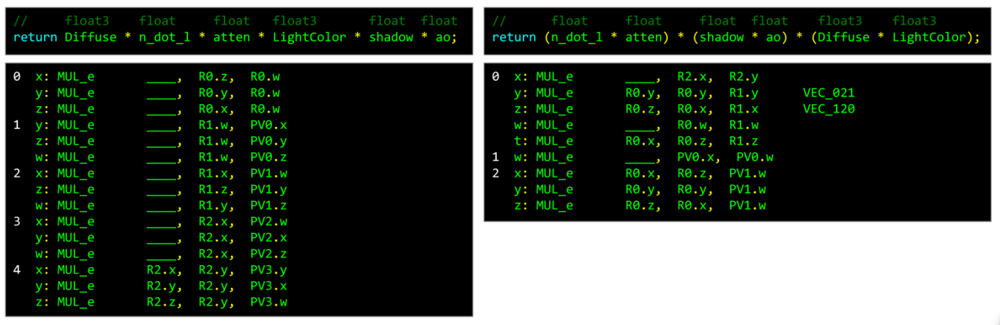 //      float3    float     atten  float3       float  float
return Diffuse * n_dot_l * atten * LightColor * shadow * ao;
0  x: MUL_e       ____,   R0.z,  R0.w
   y: MUL_e       ____,   R0.y,  R0.w
   z: MUL_e       ____,   R0.x,  R0.w
1  y: MUL_e       ____,   R1.w,  PV0.x
   z: MUL_e       ____,   R1.w,  PV0.y
   w: MUL_e       ____,   R1.w,  PV0.z
2  x: MUL_e       ____,   R1.x,  PV1.w
   z: MUL_e       ____,   R1.z,  PV1.y
   w: MUL_e       ____,   R1.y,  PV1.z
3  x: MUL_e       ____,   R2.x,  PV2.w
   y: MUL_e       ____,   R2.x,  PV2.x
   w: MUL_e       ____,   R2.x,  PV2.z
4  x: MUL_e       R2.x,   R2.y,  PV3.y
   y: MUL_e       R2.y,   R2.y,  PV3.x
   z: MUL_e       R2.z,   R2.y,  PV3.w
//      float     float    float  float    float3    float3
return (n_dot_l * atten) * (shadow * ao) * (Diffuse * LightColor);
0  x: MUL_e       ____,   R2.x,  R2.y
   y: MUL_e       R0.y,   R0.y,  R1.y      VEC_021
   z: MUL_e       R0.z,   R0.x,  R1.x      VEC_120
   w: MUL_e       ____,   R0.w,  R1.w
   t: MUL_e       R0.x,   R0.z,  R1.z
1  w: MUL_e       ____,   PV0.x,  PV0.w
2  x: MUL_e       R0.x,   R0.z,  PV1.w
   y: MUL_e       R0.y,   R0.y,  PV1.w
   z: MUL_e       R0.z,   R0.x,  PV1.w